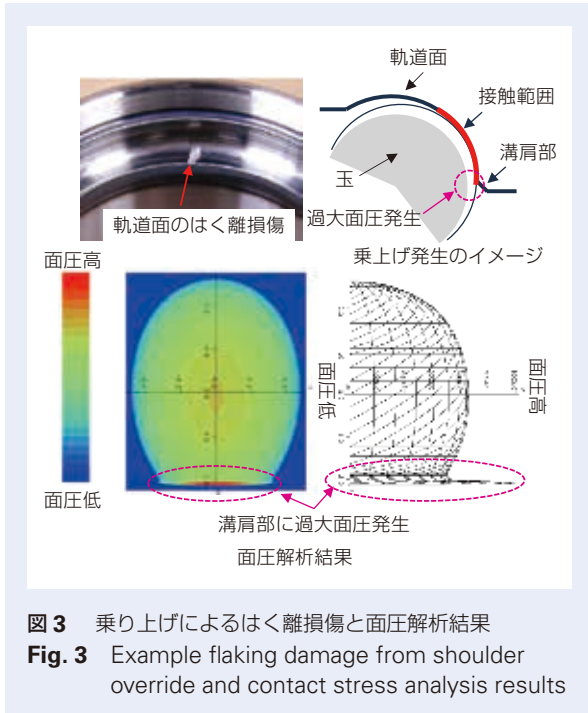 軌道面
接触範囲
溝肩部
玉
過大面圧発生
軌道面のはく離損傷
乗上げ発生のイメージ
面圧高
面圧低
面圧低
面圧高
溝肩部に過大面圧発生
面圧解析結果
図3 乗り上げによるはく離損傷と面圧解析結果
Fig. 3 Example flaking damage from shoulder
override and contact stress analysis results